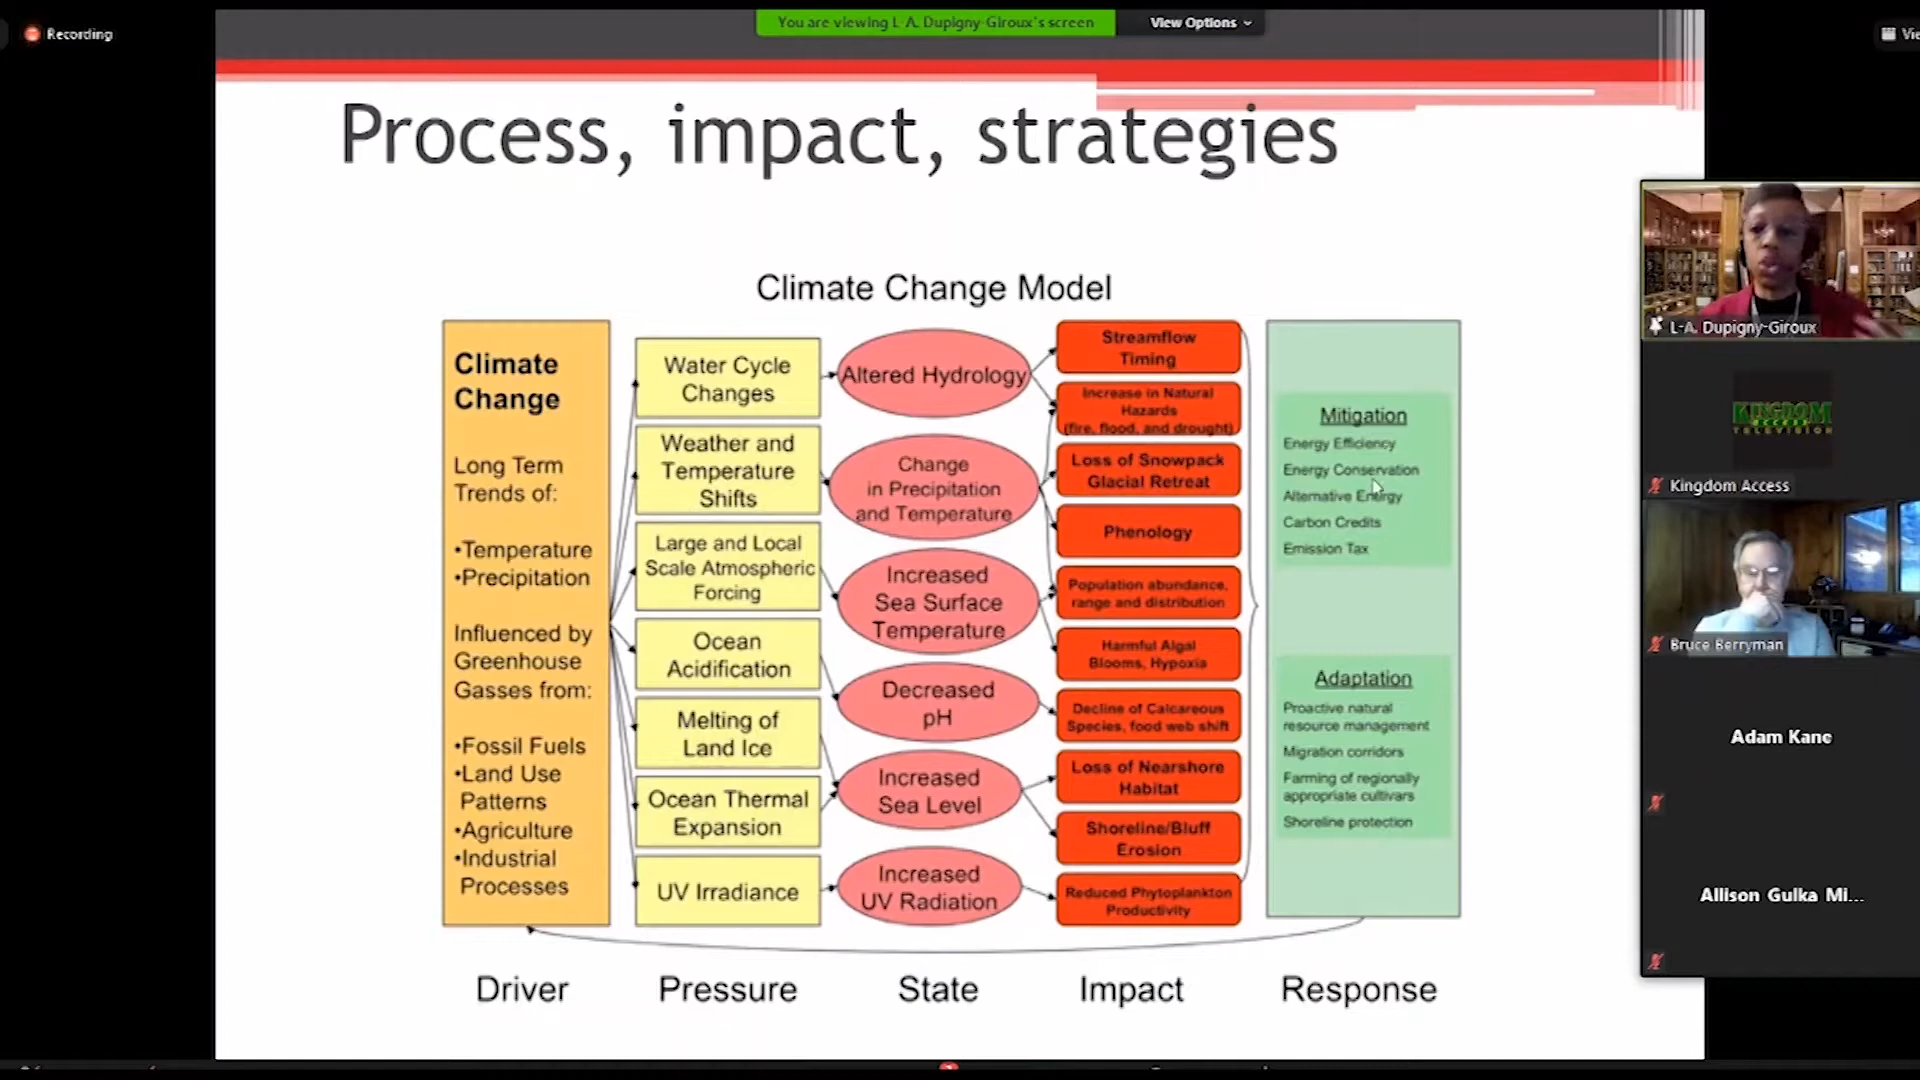 Recording
You are viewing L-A. Dupigny-Giroux's screen
View Options
Vie
Process, impact, strategies
Climate Change Model
Climate
Change
Long Term
Trends of:
•Temperature
•Precipitation
Influenced by
Greenhouse
Gasses from:
•Fossil Fuels
•Land Use
Patterns
•Agriculture
•Industrial
Processes
Driver
Water Cycle
Changes
Weather and
Temperature
Shifts
Large and Local
Scale Atmospheric
Forcing
Ocean
Acidification
Melting of
Land Ice
Ocean Thermal
Expansion
UV Irradiance
Pressure
Altered Hydrology
Change
in Precipitation
and Temperature
Increased
Sea Surface
Temperature
Decreased
pH
Increased
Sea Level
Increased
UV Radiation
State
Streamflow
Timing
Increase in Natural
Hazards
(fire, flood, and drought)
Loss of Snowpack
Glacial Retreat
Phenology
Population abundance,
range and distribution
Harmful Algal
Blooms, Hypoxia
Decline of Calcareous
Species, food web shift
Loss of Nearshore
Habitat
Shoreline/Bluff
Erosion
Reduced Phytoplankton
Productivity
Impact
Mitigation
Energy Efficiency
Energy Conservation
Alternative Energy
Carbon Credits
Emission Tax
Adaptation
Proactive natural
resource management
Migration corridors
Farming of regionally
appropriate cultivars
Shoreline protection
Response
L-A. Dupigny-Giroux
KINGDOM
ACCESS
TELEVISION
Kingdom Access
Bruce Berryman
Adam Kane
Allison Gulka Mi...